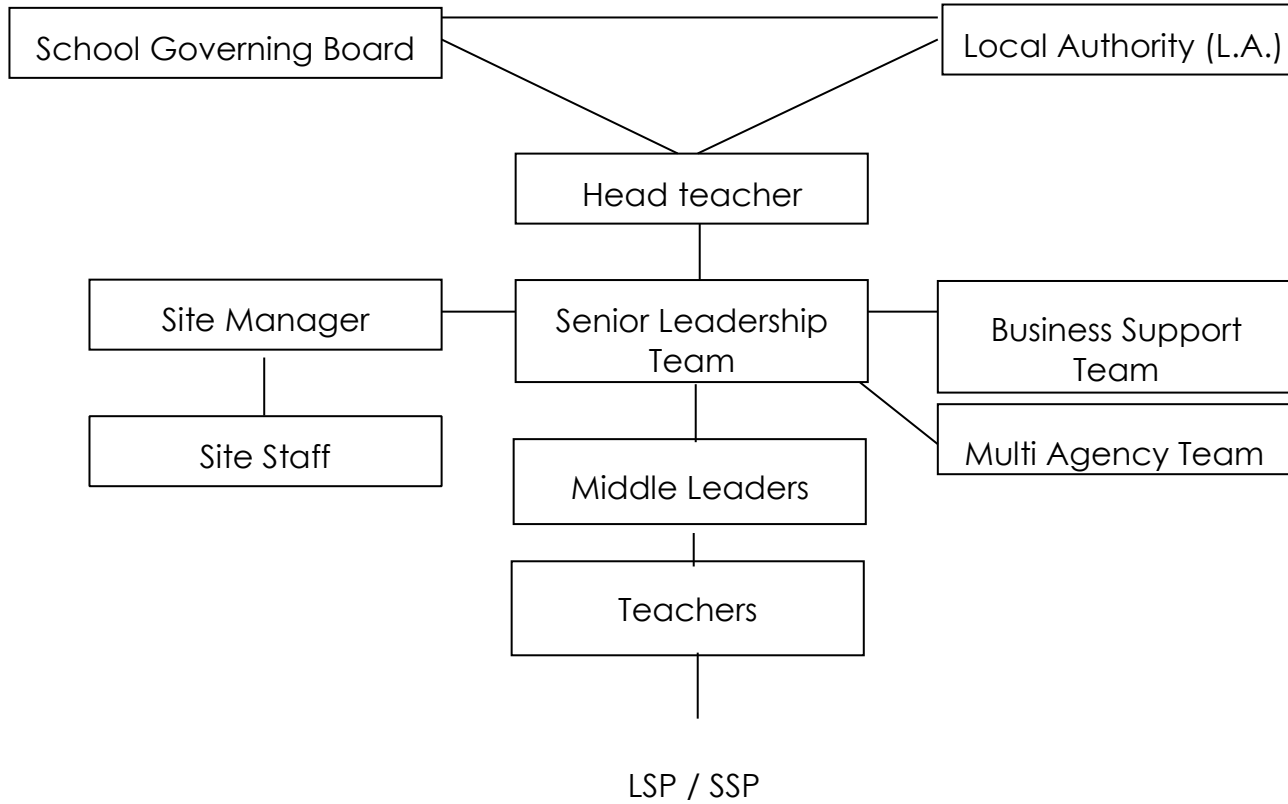 School Governing Board
Local Authority (L.A.)
Head teacher
Site Manager
Senior Leadership
Team
Business Support
Team
Site Staff
Multi Agency Team
Middle Leaders
Teachers
LSP / SSP